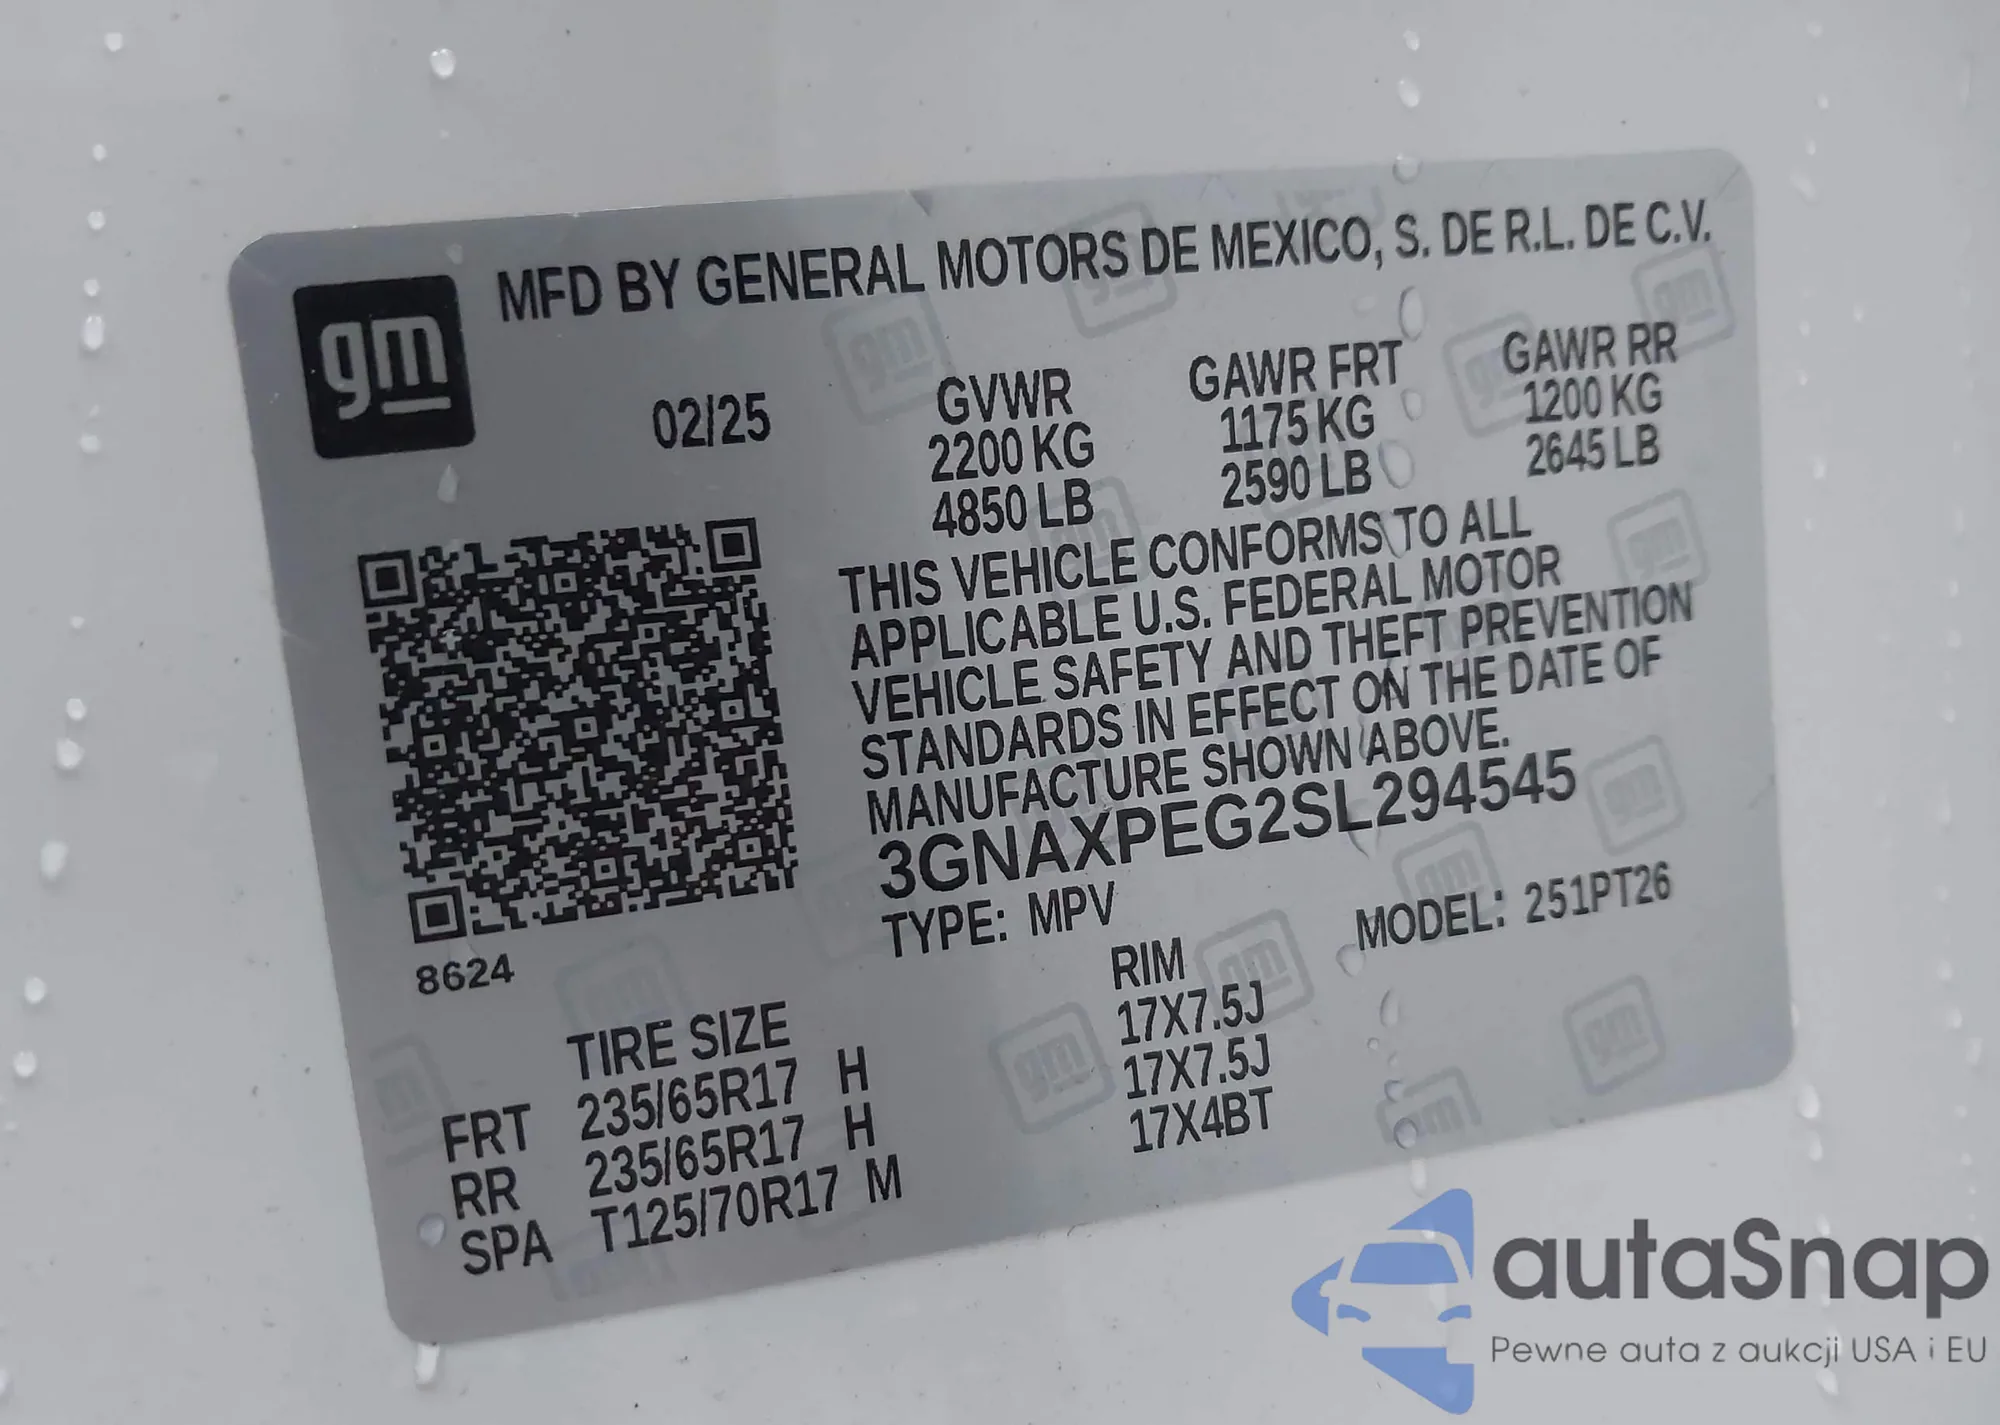 gm
MFD BY GENERAL MOTORS DE MEXICO, S. DE R.L. DE C.V.
02/25
GVWR
2200 KG
4850 LB
GAWR FRT
1175 KG
2590 LB
GAWR RR
1200 KG
2645 LB
THIS VEHICLE CONFORMS TO ALL
APPLICABLE U.S. FEDERAL MOTOR
VEHICLE SAFETY AND THEFT PREVENTION
STANDARDS IN EFFECT ON THE DATE OF
MANUFACTURE SHOWN ABOVE.
3GNAXPEG2SL294545
TYPE: MPV
MODEL: 251PT26
8624
TIRE SIZE
RIM
FRT 235/65R17 H 17X7.5J
RR 235/65R17 H 17X7.5J
SPA T125/70R17 M 17X4BT
autaSnap
Pewne auta z aukcji USA i EU